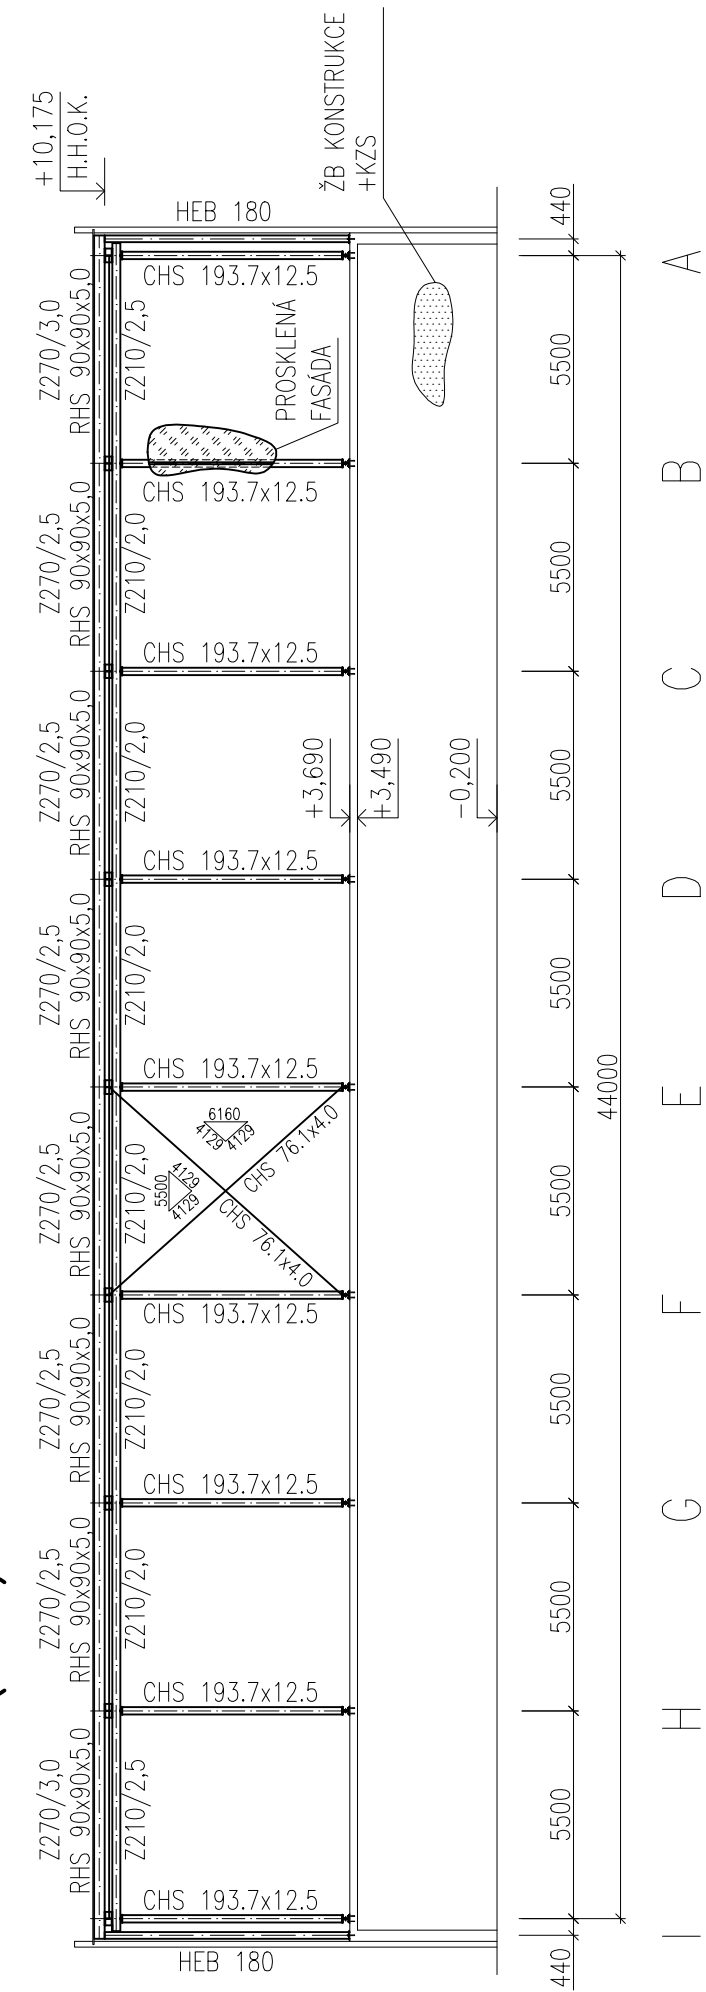 +10,175
H.H.O.K.
Z270/3,0
Z270/2,5
Z270/2,5
Z270/2,5
Z270/2,5
Z270/2,5
Z270/2,5
Z270/3,0
RHS 90x90x5,0
RHS 90x90x5,0
RHS 90x90x5,0
RHS 90x90x5,0
RHS 90x90x5,0
RHS 90x90x5,0
RHS 90x90x5,0
RHS 90x90x5,0
Z210/2,5
Z210/2,0
Z210/2,0
Z210/2,0
Z210/2,0
Z210/2,0
Z210/2,0
Z210/2,5
HEB 180
CHS 193.7x12.5
CHS 193.7x12.5
CHS 193.7x12.5
CHS 193.7x12.5
5500
4129
4129
CHS 76.1x4.0
6160
4129
4129
CHS 76.1x4.0
CHS 193.7x12.5
CHS 193.7x12.5
CHS 193.7x12.5
CHS 193.7x12.5
CHS 193.7x12.5
HEB 180
PROSKLENÁ
FASÁDA
ŽB KONSTRUKCE
+KZS
+3,690
+3,490
-0,200
440
5500
5500
5500
5500
5500
5500
5500
5500
440
44000
I
H
G
F
E
D
C
B
A